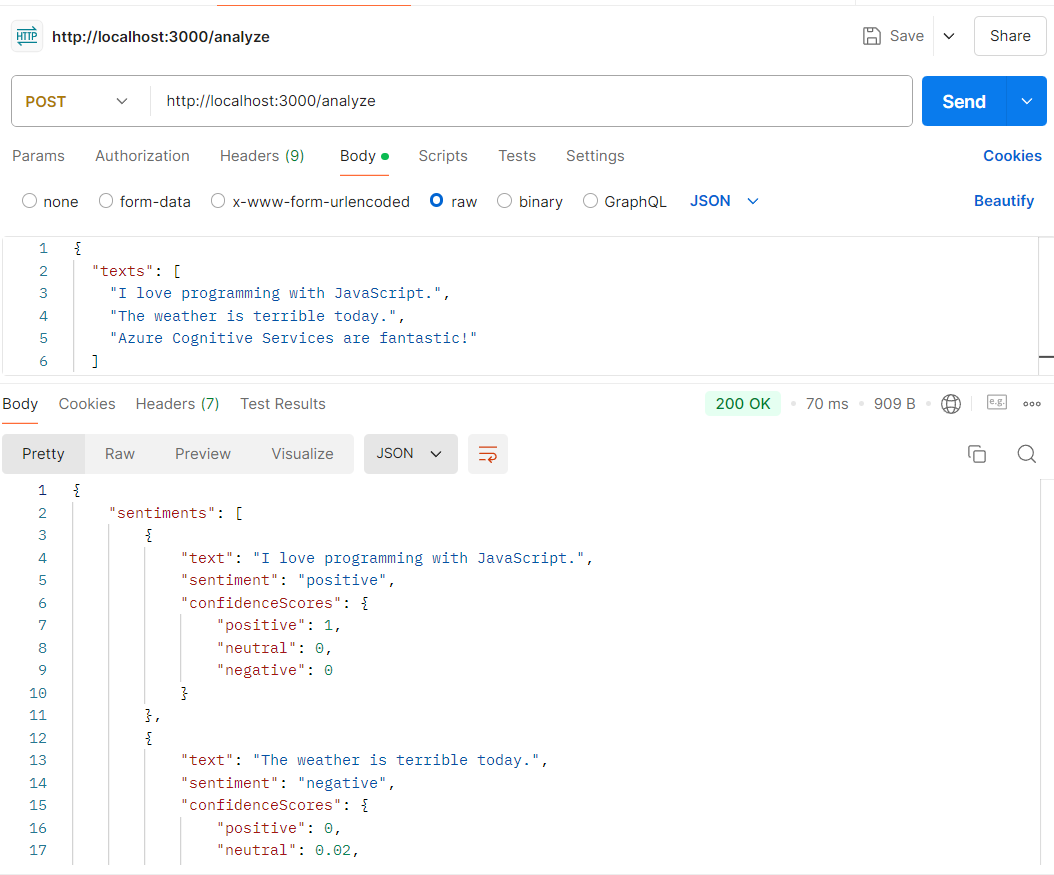 HTTP http://localhost:3000/analyze Save Share
POST http://localhost:3000/analyze Send
Params Authorization Headers (9) Body Scripts Tests Settings Cookies
none form-data x-www-form-urlencoded raw binary GraphQL JSON Beautify
1 {
2 "texts": [
3 "I love programming with JavaScript.",
4 "The weather is terrible today.",
5 "Azure Cognitive Services are fantastic!"
6 ]
Body Cookies Headers (7) Test Results 200 OK 70 ms 909 B e.g.
Pretty Raw Preview Visualize JSON
1 {
2 "sentiments": [
3 {
4 "text": "I love programming with JavaScript.",
5 "sentiment": "positive",
6 "confidenceScores": {
7 "positive": 1,
8 "neutral": 0,
9 "negative": 0
10 }
11 },
12 {
13 "text": "The weather is terrible today.",
14 "sentiment": "negative",
15 "confidenceScores": {
16 "positive": 0,
17 "neutral": 0.02,